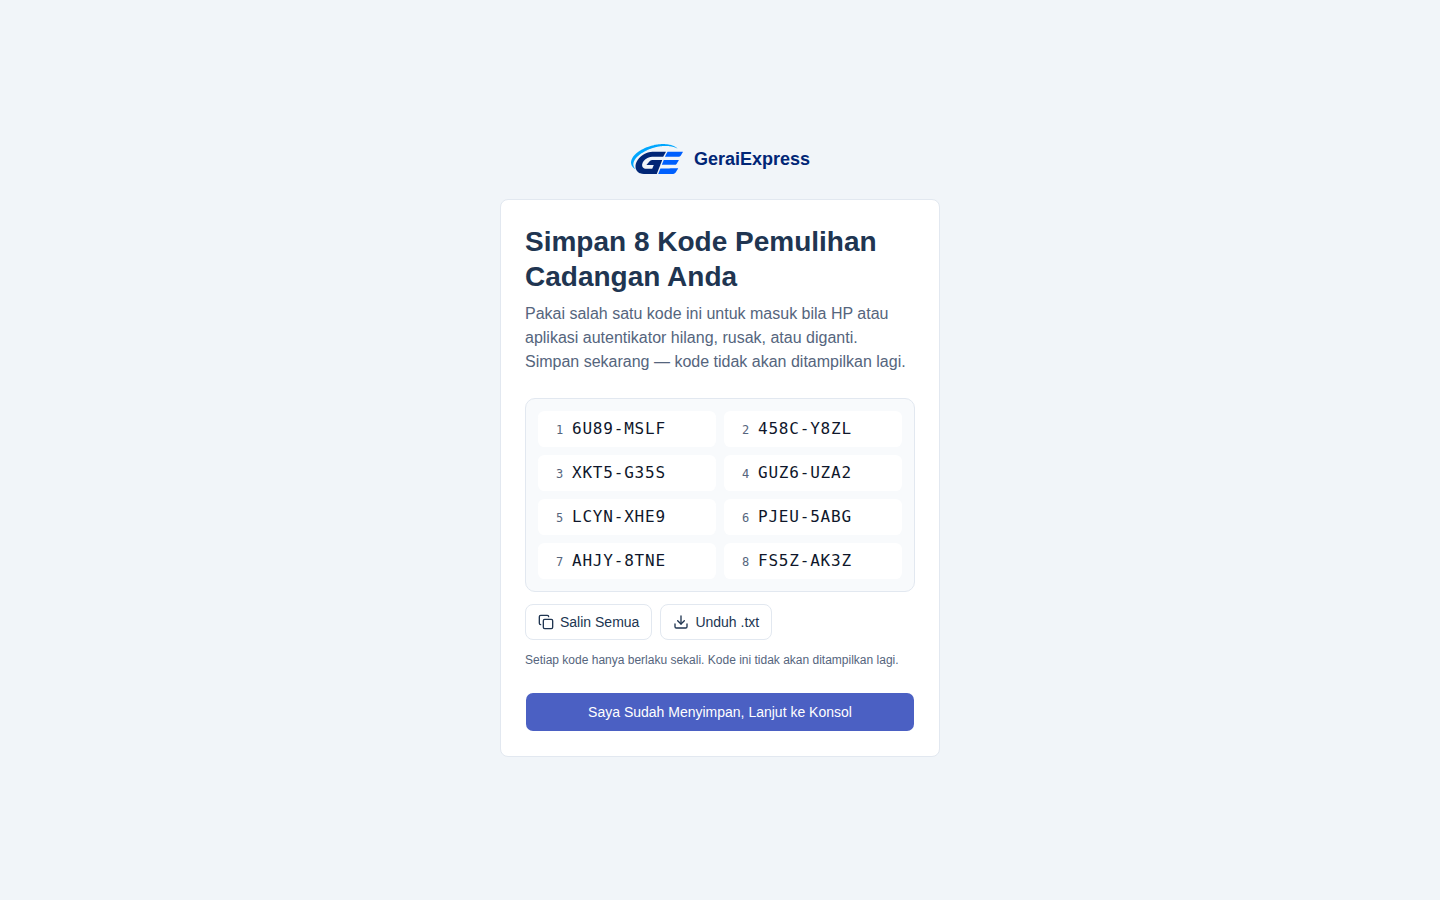 GE GeraiExpress
Simpan 8 Kode Pemulihan
Cadangan Anda
Pakai salah satu kode ini untuk masuk bila HP atau
aplikasi autentikator hilang, rusak, atau diganti.
Simpan sekarang — kode tidak akan ditampilkan lagi.
1 6U89-MSLF 2 458C-Y8ZL
3 XKT5-G35S 4 GUZ6-UZA2
5 LCYN-XHE9 6 PJEU-5ABG
7 AHJY-8TNE 8 FS5Z-AK3Z
Salin Semua Unduh .txt
Setiap kode hanya berlaku sekali. Kode ini tidak akan ditampilkan lagi.
Saya Sudah Menyimpan, Lanjut ke Konsol